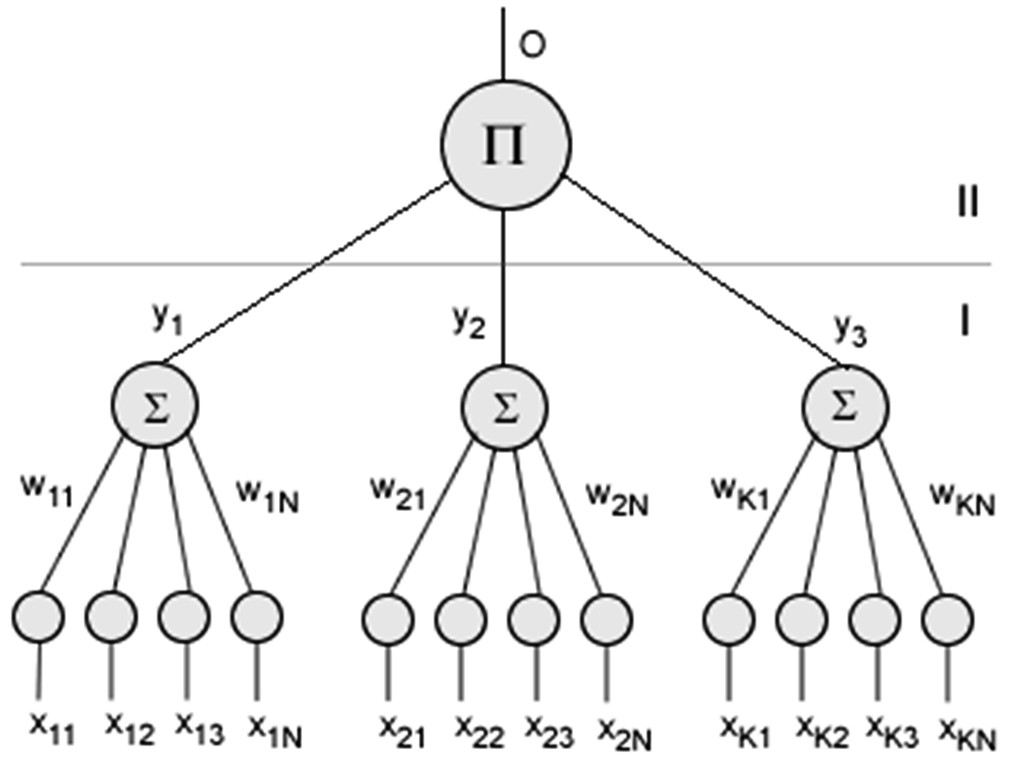 O
Π
II
I
y1 y2 y3
Σ Σ Σ
w11 w1N w21 w2N wK1 wKN
x11 x12 x13 x1N x21 x22 x23 x2N xK1 xK2 xK3 xKN